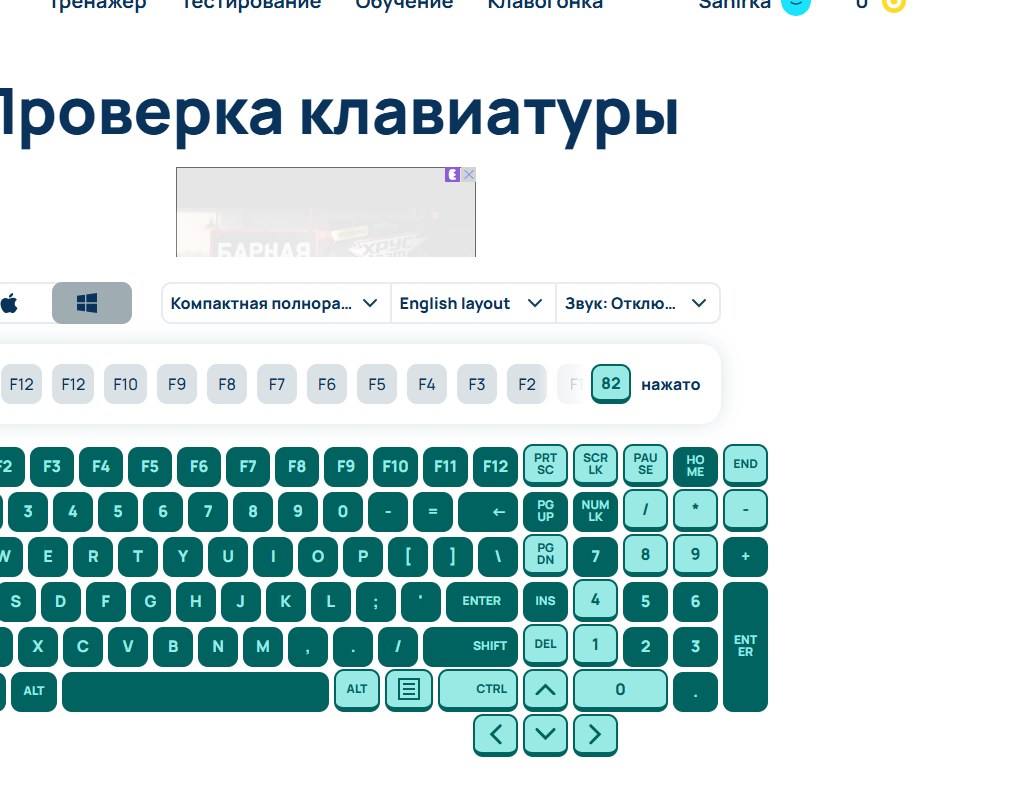 Тренажер Тестирование Обучение Клавогонка Sanirka 0
Проверка клавиатуры
БАРНАЯ ХРУС
Компактная полнора... English layout Звук: Отклю...
F12 F12 F10 F9 F8 F7 F6 F5 F4 F3 F2 F1 82 нажато
F2 F3 F4 F5 F6 F7 F8 F9 F10 F11 F12 PRT SC SCR LK PAU SE HO ME END
3 4 5 6 7 8 9 0 - = ← PG UP NUM LK / * -
W E R T Y U I O P [ ] \ PG DN 7 8 9 +
S D F G H J K L ; ' ENTER INS 4 5 6 ENT ER
X C V B N M , . / SHIFT DEL 1 2 3
ALT ALT CTRL 0 .